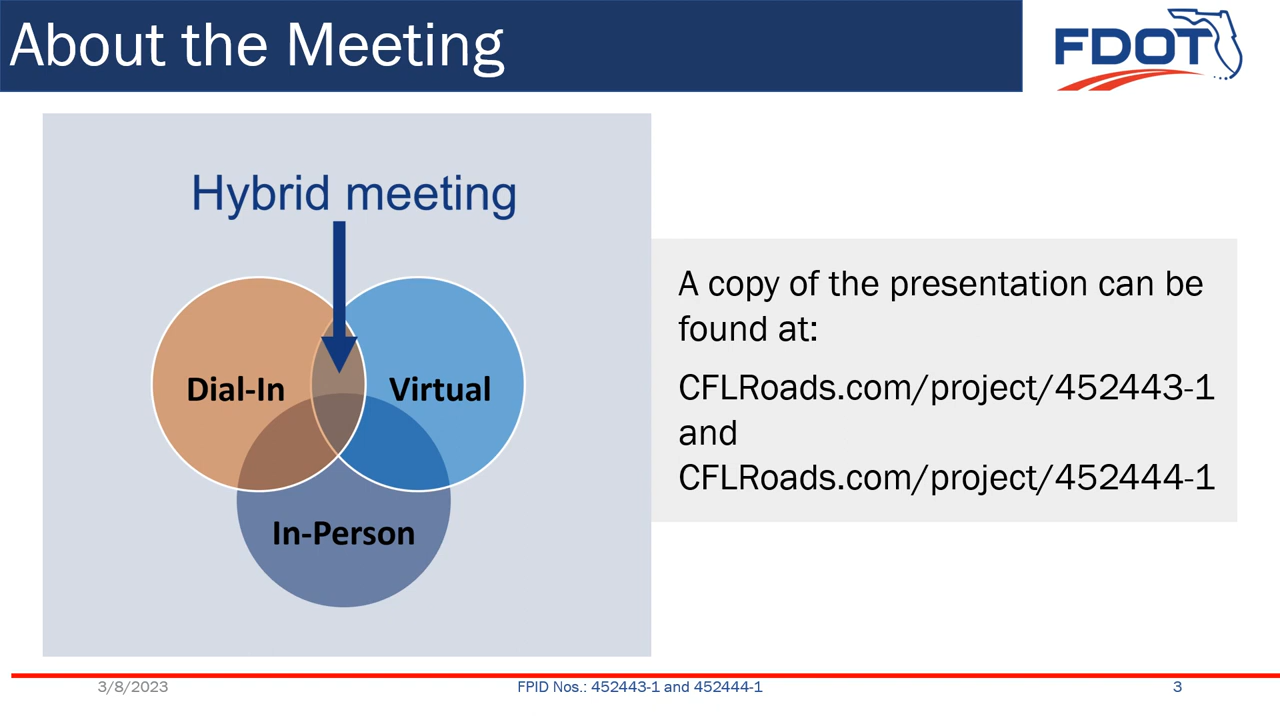 About the Meeting
FDOT
Hybrid meeting
Dial-In
Virtual
In-Person
A copy of the presentation can be
found at:
CFLRoads.com/project/452443-1
and
CFLRoads.com/project/452444-1
3/8/2023
FPID Nos.: 452443-1 and 452444-1
3